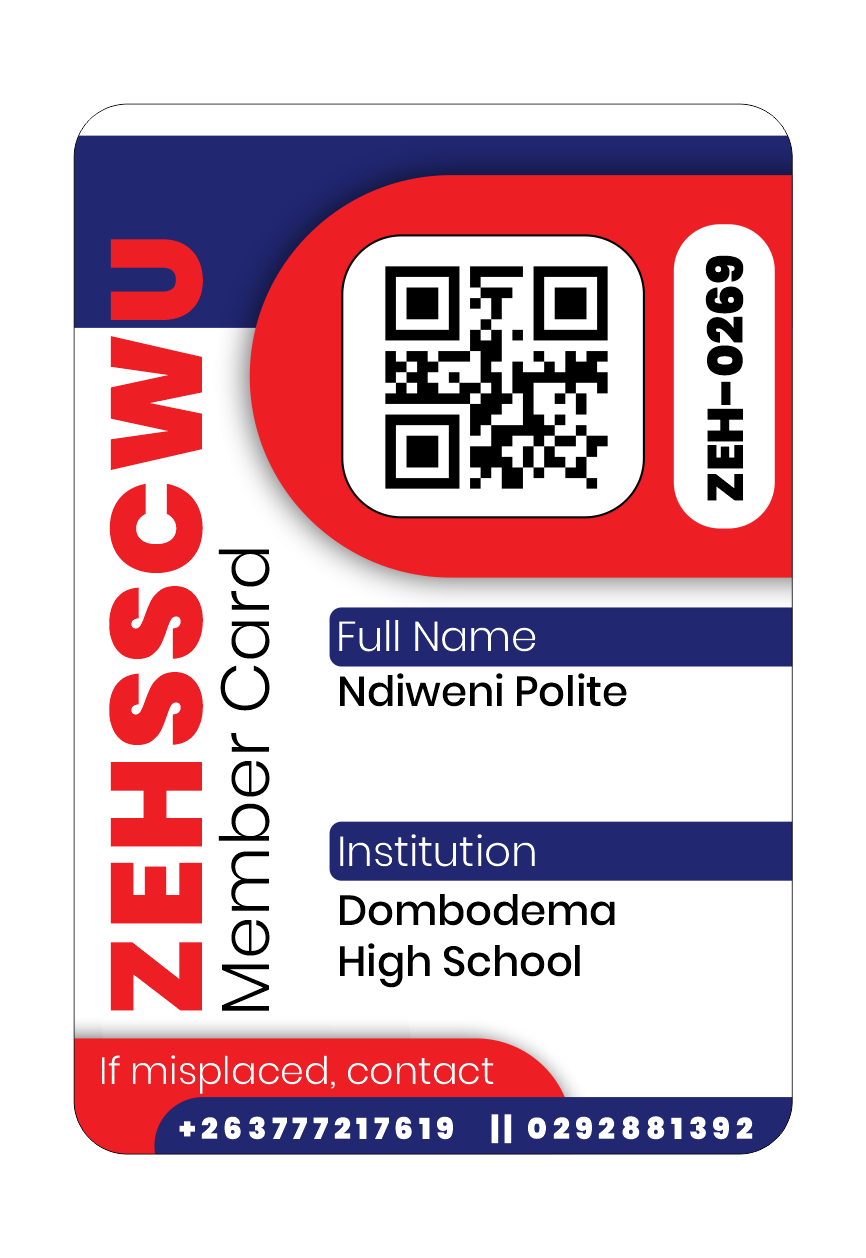 ZEHSSCWU
Member Card
ZEH-0269
Full Name
Ndiweni Polite
Institution
Dombodema
High School
If misplaced, contact
+263777217619 || 0292881392